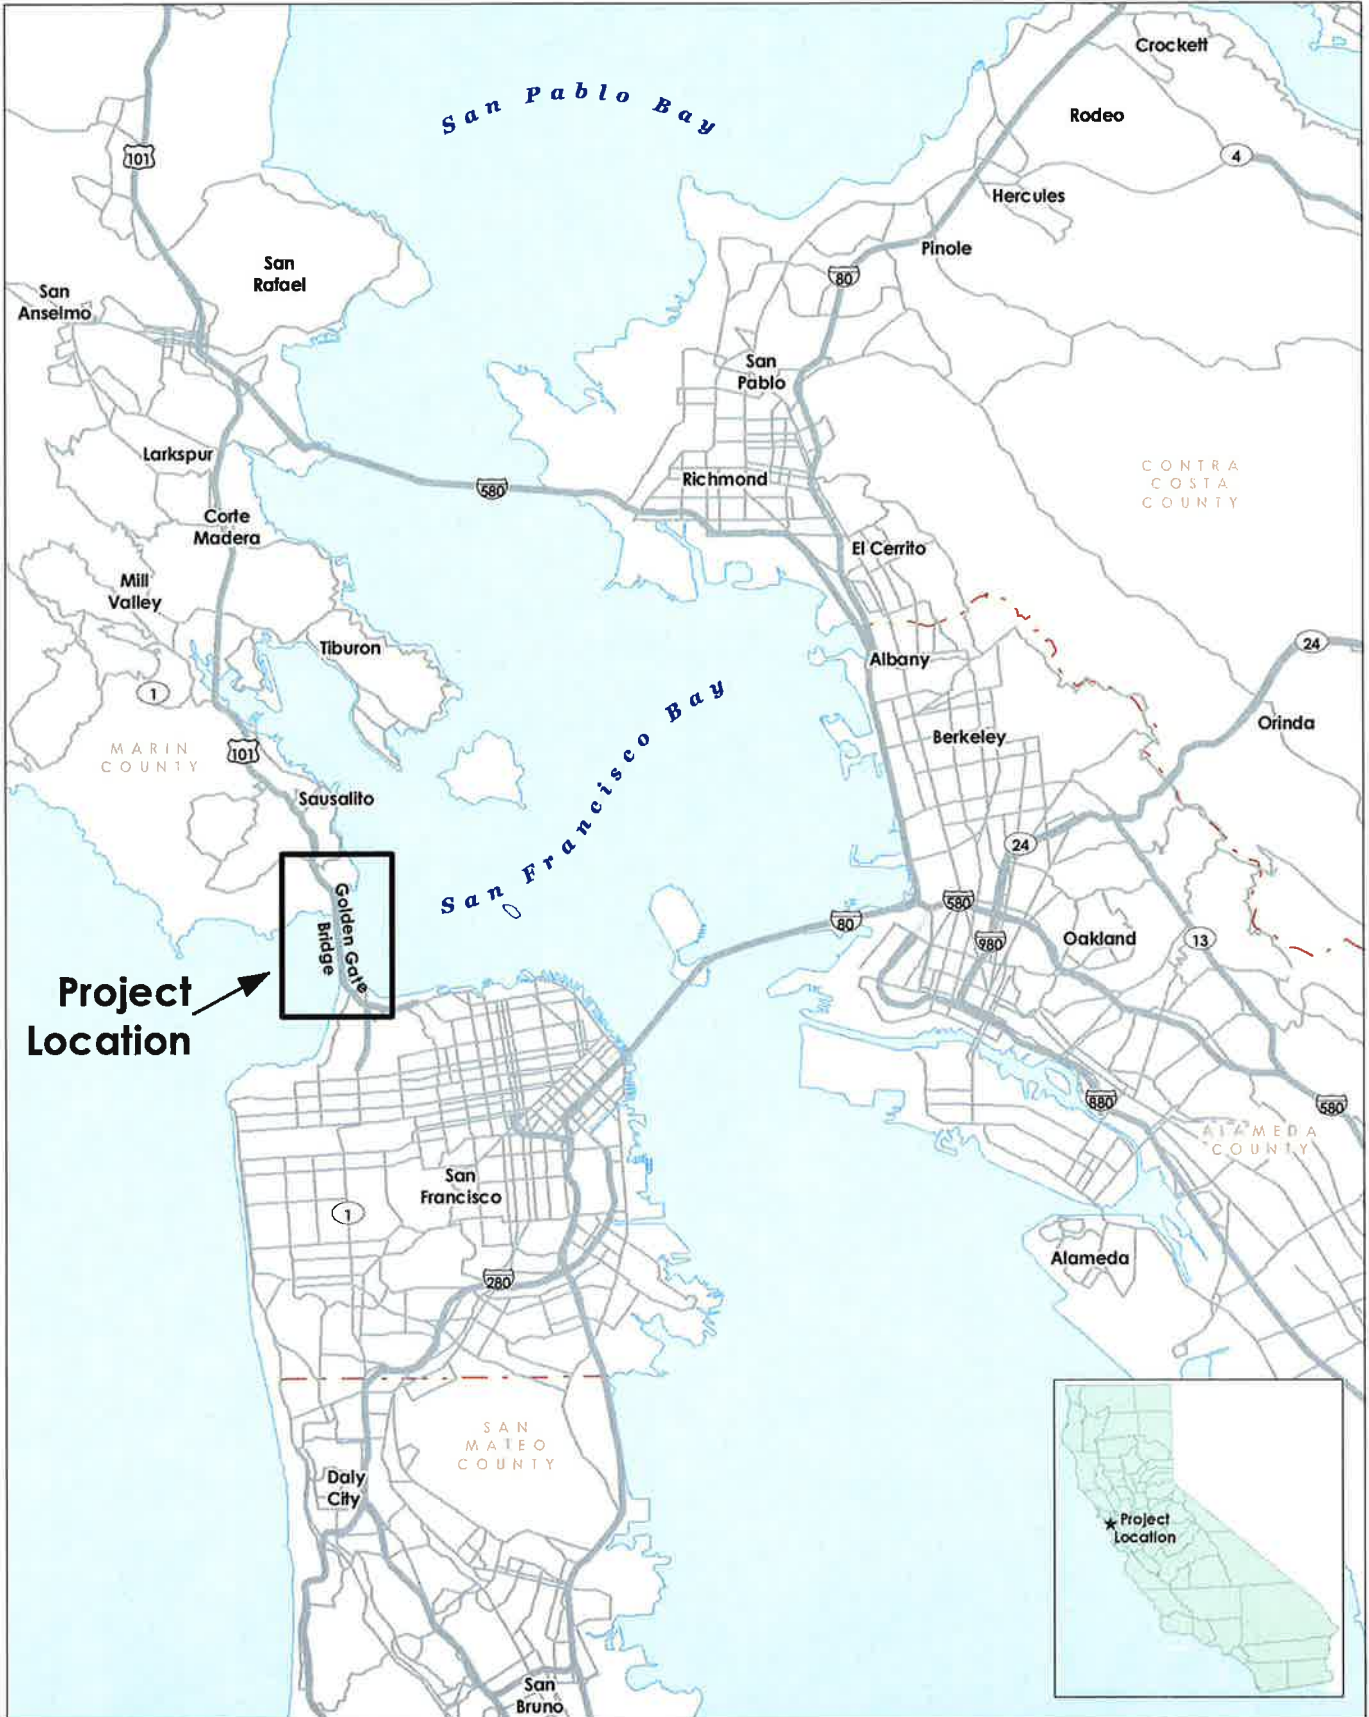 Crockett
San Pablo Bay
Rodeo
101
4
Hercules
Pinole
San
Rafael
80
San
Anselmo
San
Pablo
Larkspur
CONTRA
COSTA
COUNTY
Richmond
580
Corte
Madera
El Cerrito
Mill
Valley
Tiburon
24
Albany
1
San Francisco Bay
Orinda
Berkeley
MARIN
COUNTY
101
Sausalito
24
Golden Gate
Bridge
580
80
980
Oakland
13
Project
Location
880
580
ALAMEDA
COUNTY
San
Francisco
1
Alameda
280
SAN
MATEO
COUNTY
Daly
City
Project
Location
San
Bruno